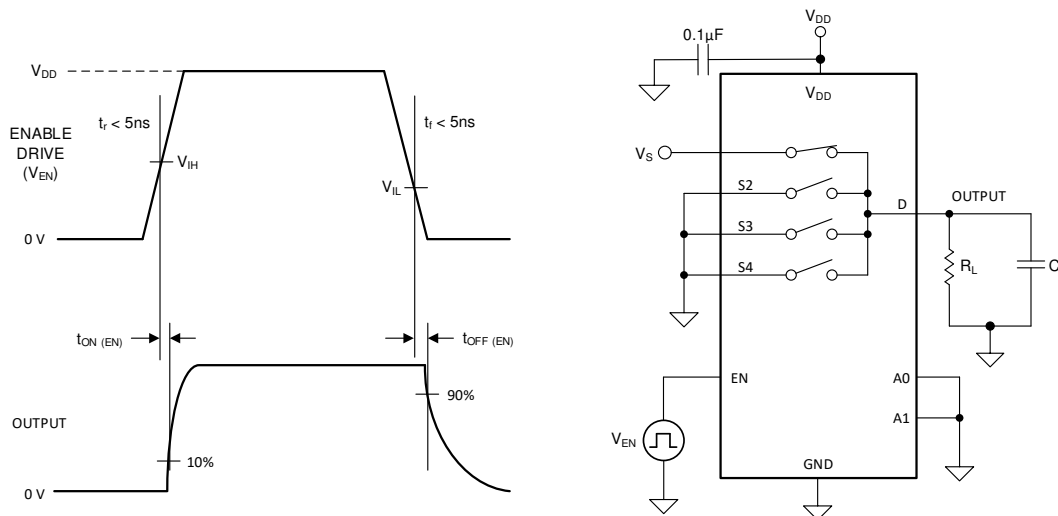 V_DD
t_r < 5ns
t_f < 5ns
ENABLE
DRIVE
(V_EN)
V_IH
V_IL
0 V
t_ON (EN)
t_OFF (EN)
OUTPUT
90%
10%
0 V
V_DD
0.1µF
V_DD
V_S
S2
S3
S4
D
OUTPUT
R_L
C
EN
A0
A1
V_EN
GND